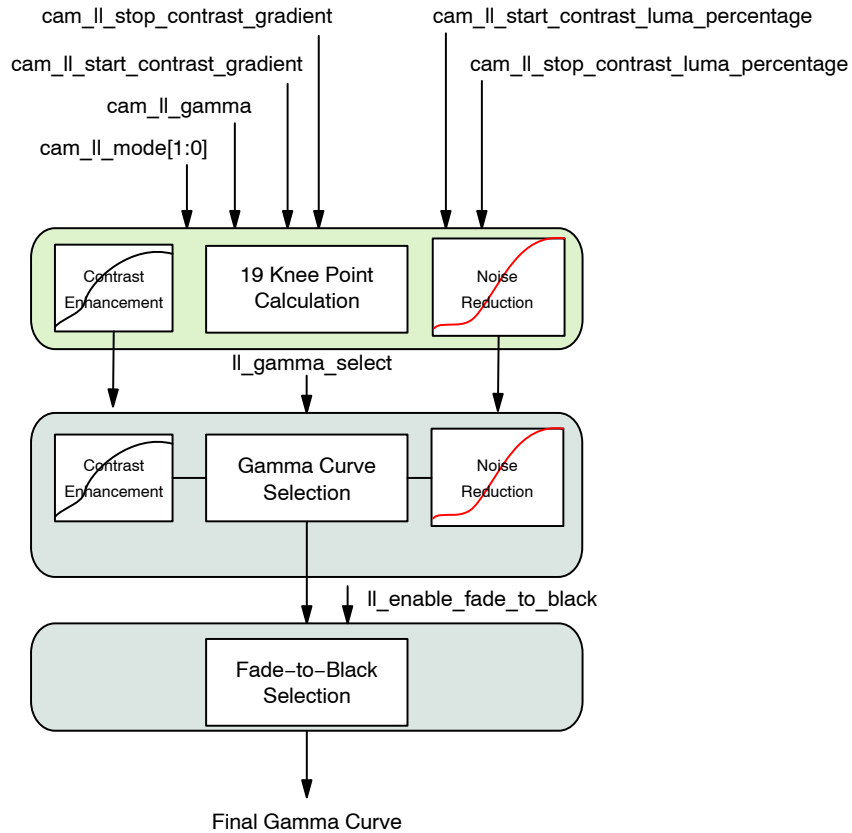 cam_ll_stop_contrast_gradient
cam_ll_start_contrast_luma_percentage
cam_ll_start_contrast_gradient
cam_ll_stop_contrast_luma_percentage
cam_ll_gamma
cam_ll_mode[1:0]
Contrast
Enhancement
19 Knee Point
Calculation
Noise
Reduction
ll_gamma_select
Contrast
Enhancement
Gamma Curve
Selection
Noise
Reduction
ll_enable_fade_to_black
Fade−to−Black
Selection
Final Gamma Curve